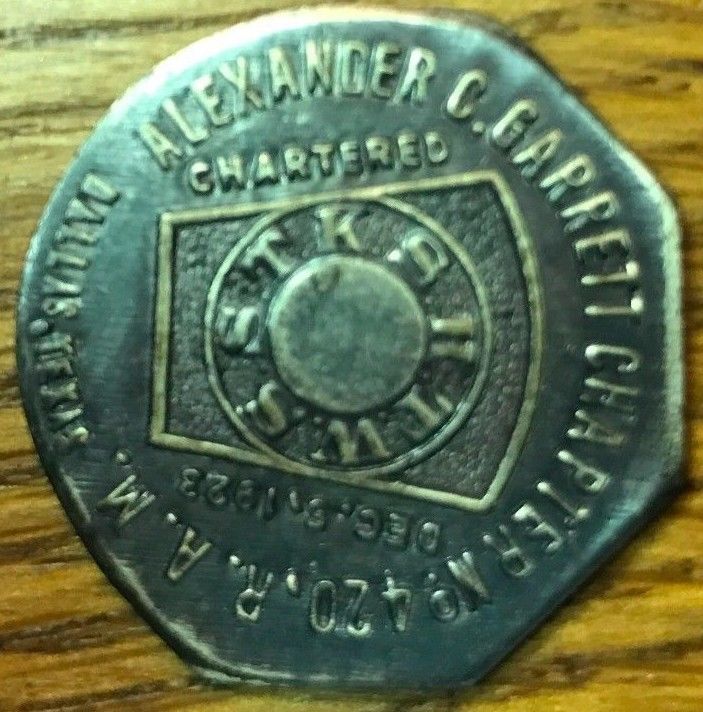 ALEXANDER C. GARRETT CHAPTER No. 420, R. A. M.
DALLAS, TEXAS
CHARTERED
H.T.W.S.S.T.K.S
DEC. 5, 1923